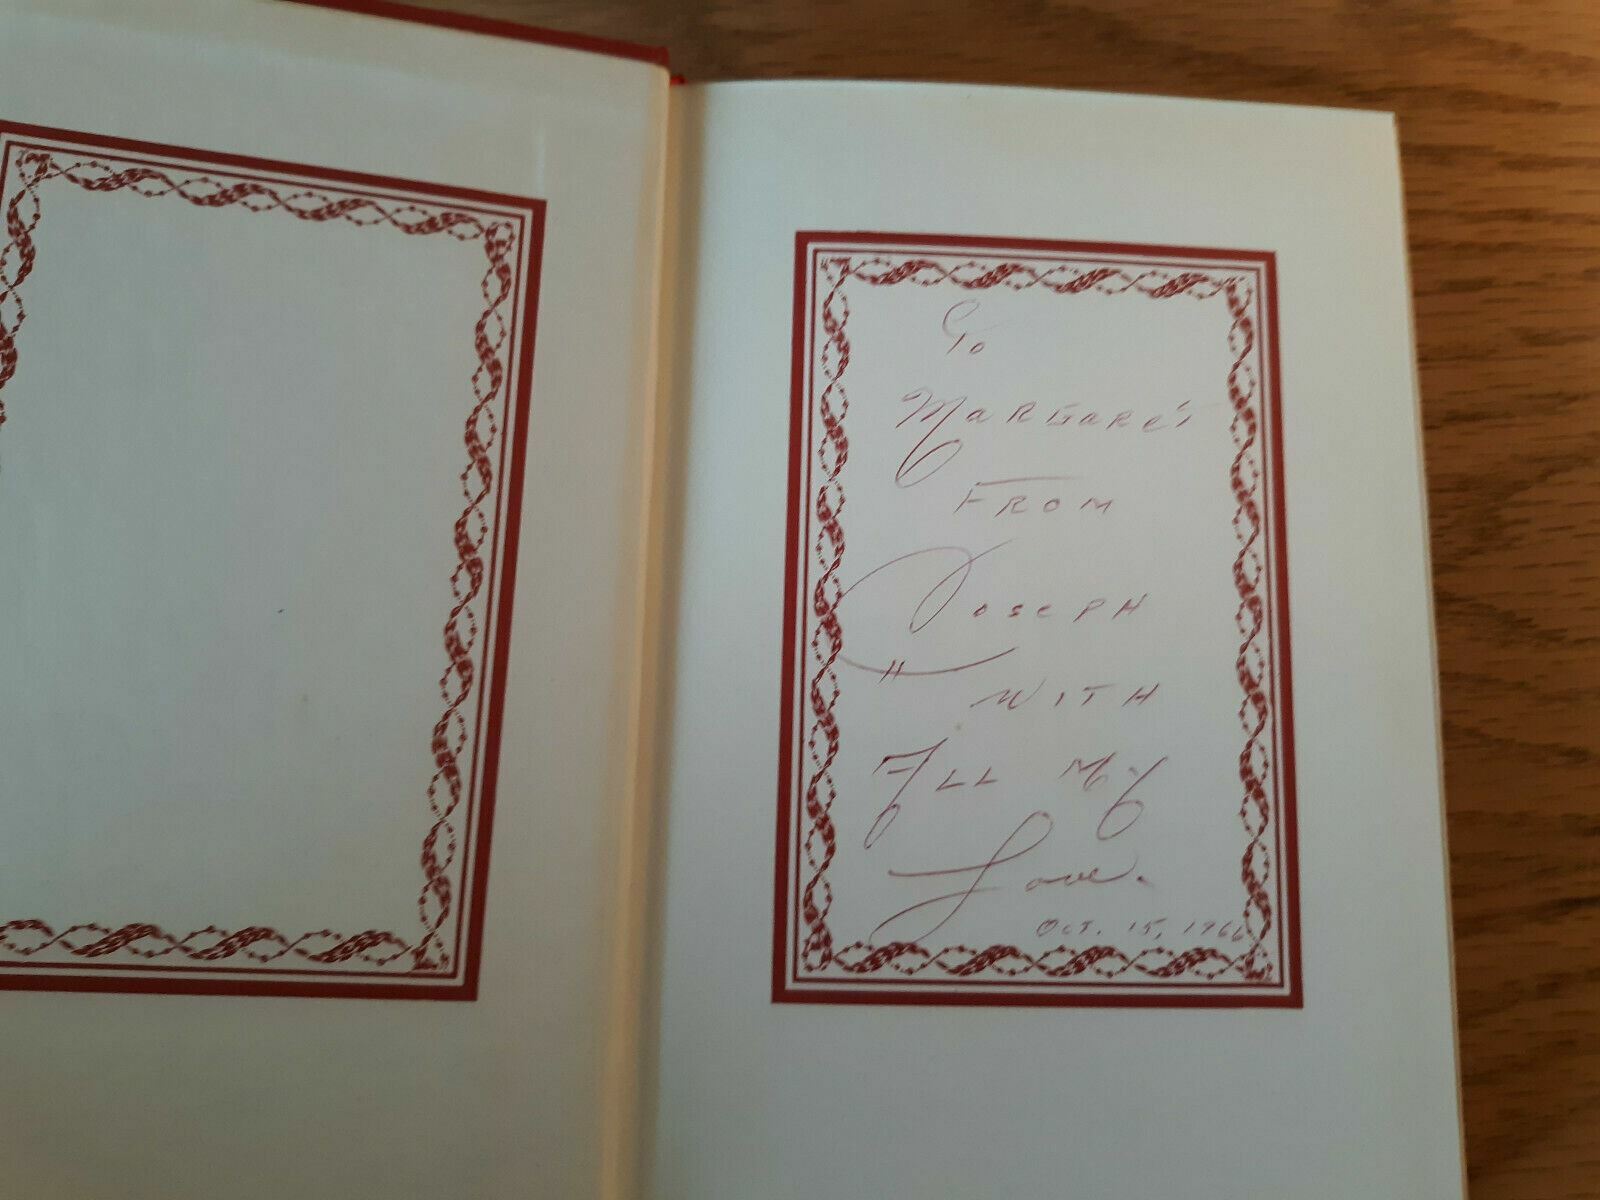 To
Margaret
From
Joseph
With
All My
Love.
Oct. 15, 1966